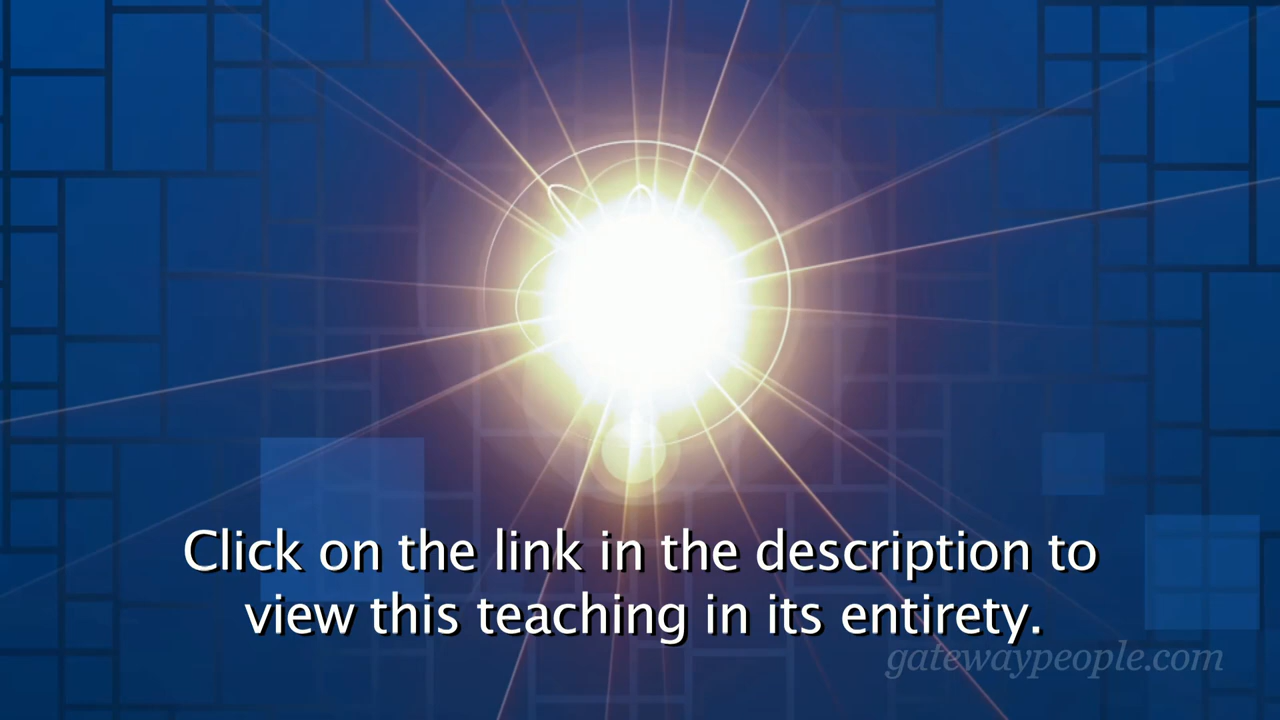 Click on the link in the description to
view this teaching in its entirety.
gatewaypeople.com